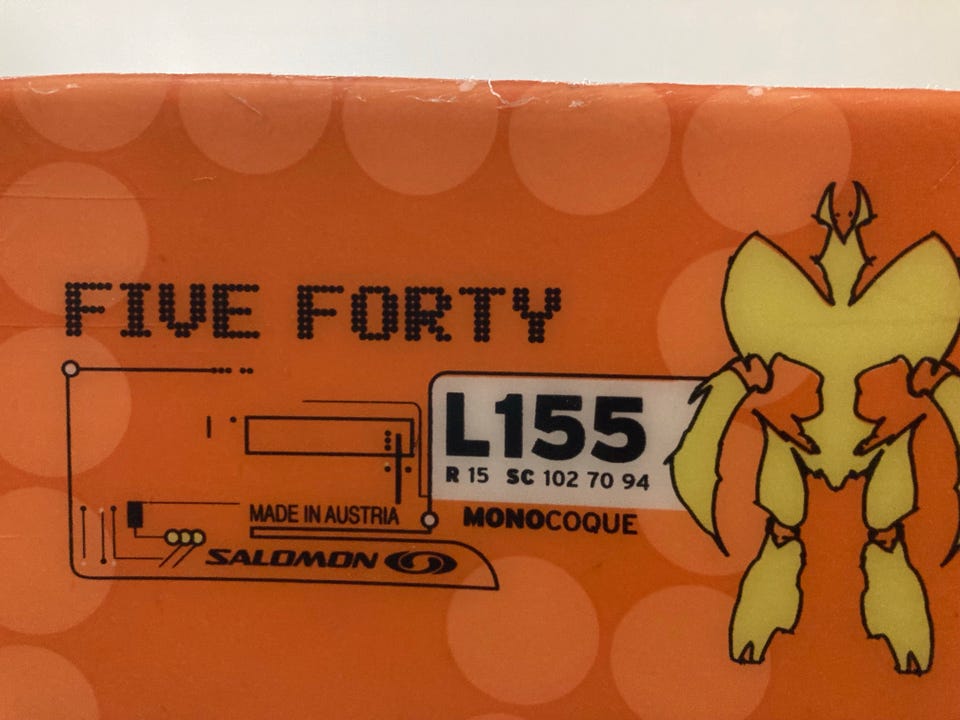 FIVE FORTY
L155
R 15 SC 102 70 94
MADE IN AUSTRIA
MONOCOQUE
SALOMON